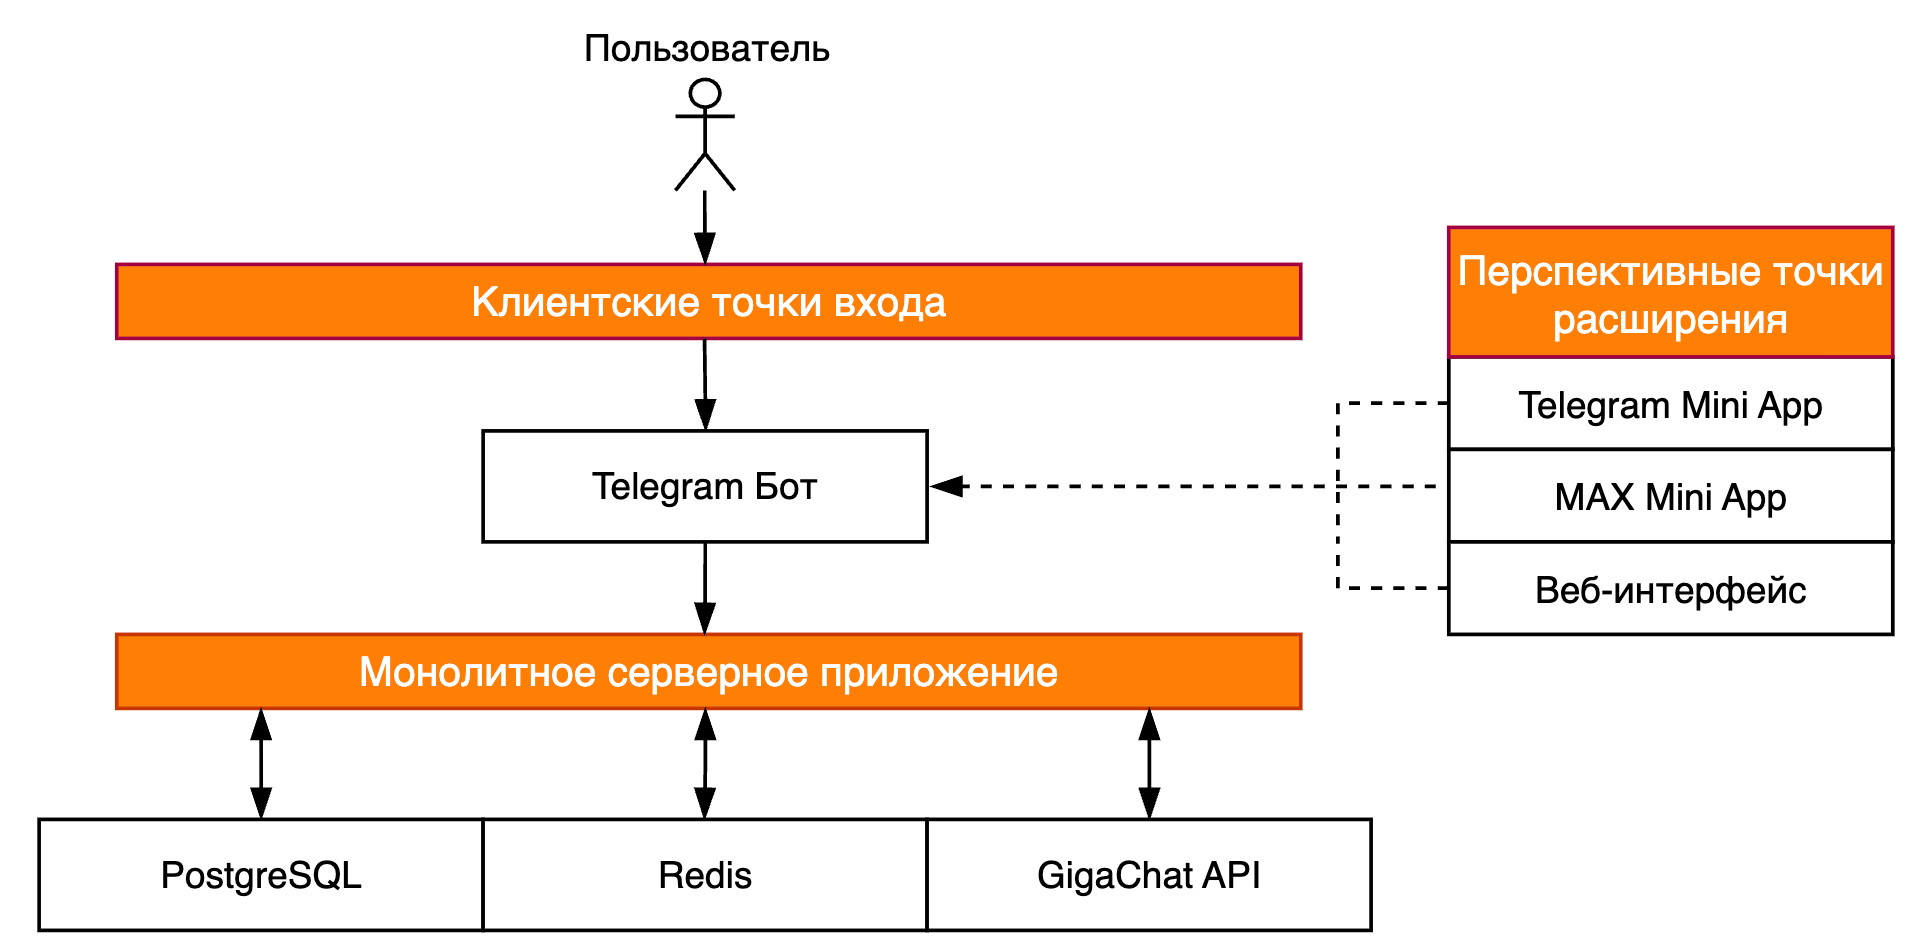 Пользователь
Клиентские точки входа
Перспективные точки
расширения
Telegram Mini App
Telegram Бот
MAX Mini App
Веб-интерфейс
Монолитное серверное приложение
PostgreSQL
Redis
GigaChat API